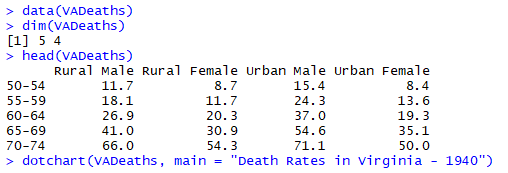 > data(VADeaths)
> dim(VADeaths)
[1] 5 4
> head(VADeaths)
      Rural Male Rural Female Urban Male Urban Female
50-54       11.7          8.7       15.4          8.4
55-59       18.1         11.7       24.3         13.6
60-64       26.9         20.3       37.0         19.3
65-69       41.0         30.9       54.6         35.1
70-74       66.0         54.3       71.1         50.0
> dotchart(VADeaths, main = "Death Rates in Virginia - 1940")